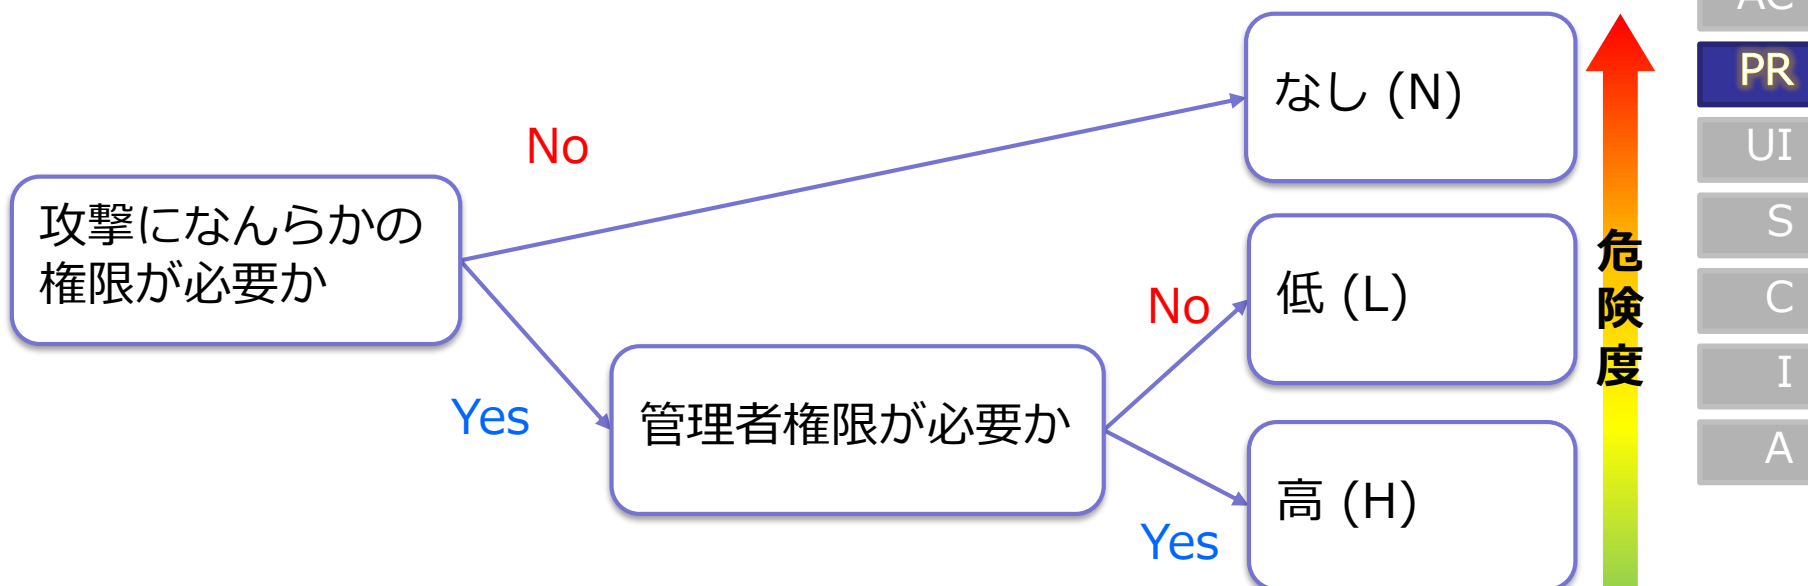 攻撃になんらかの
権限が必要か
No
Yes
管理者権限が必要か
No
Yes
なし (N)
低 (L)
高 (H)
危
険
度
AC
PR
UI
S
C
I
A